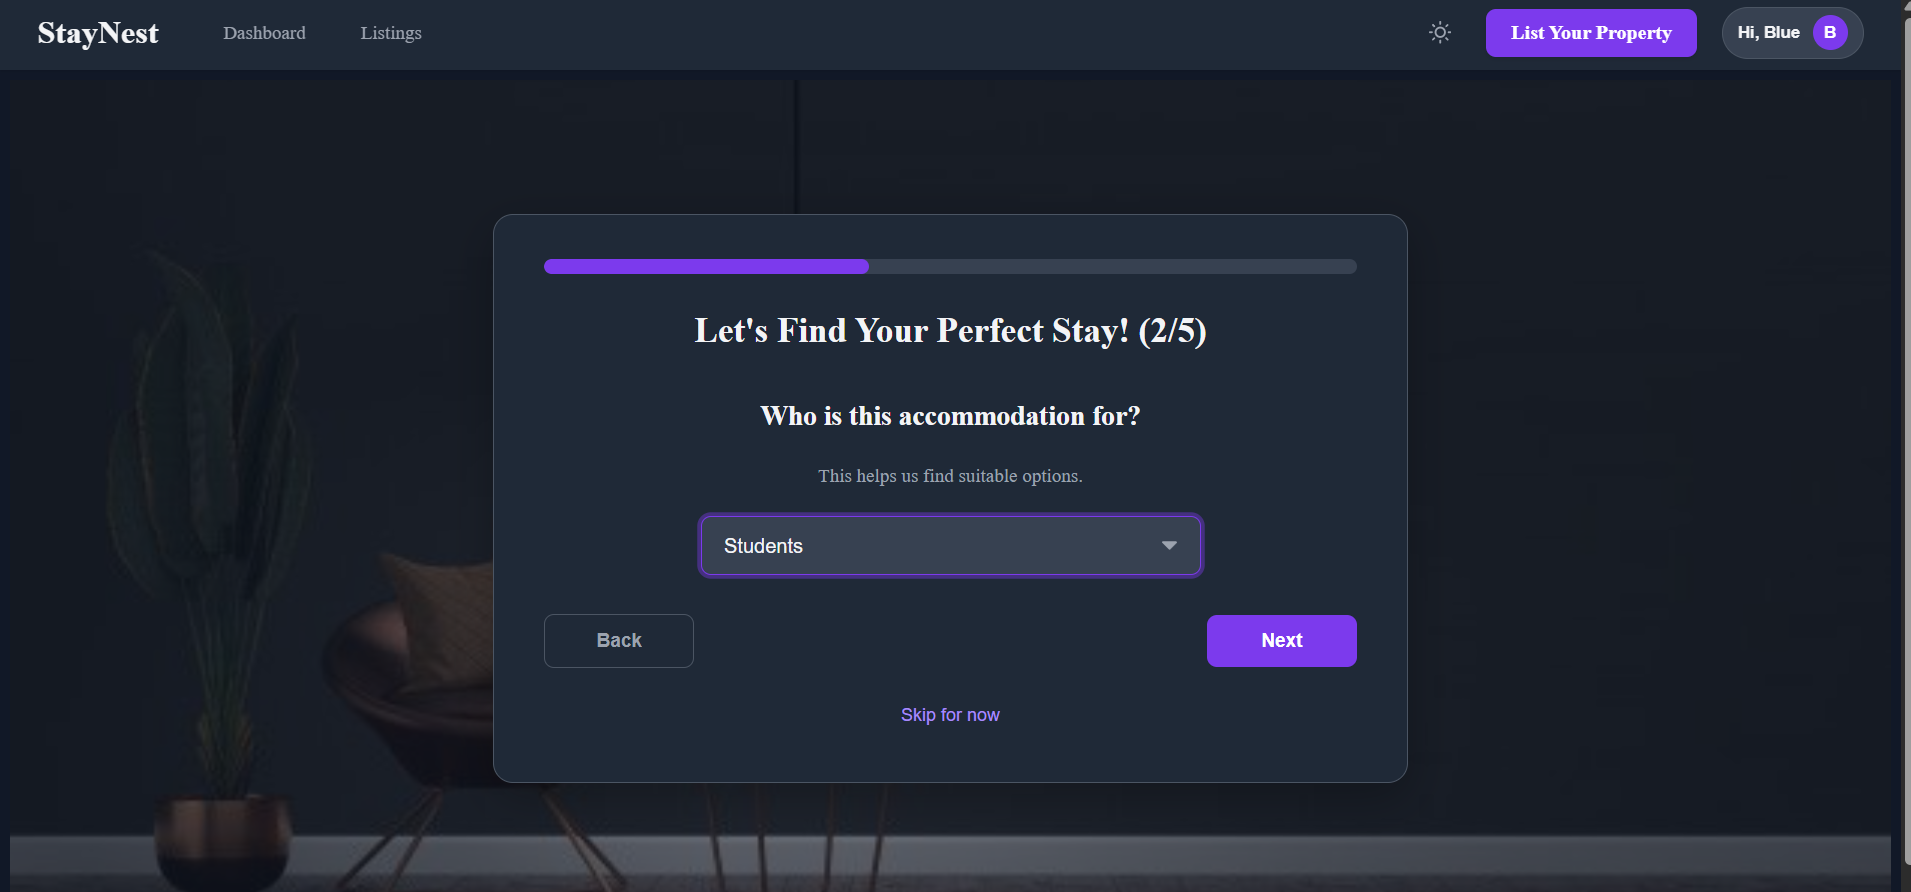 StayNest
Dashboard
Listings
List Your Property
Hi, Blue
B
Let's Find Your Perfect Stay! (2/5)
Who is this accommodation for?
This helps us find suitable options.
Students
Back
Next
Skip for now